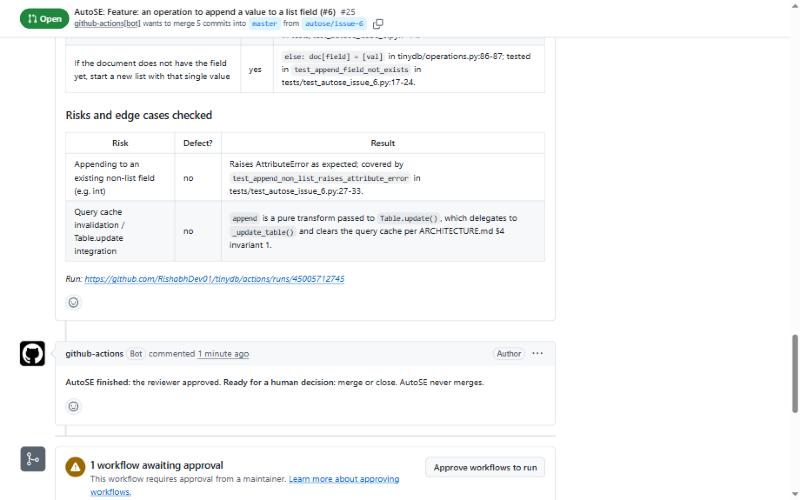 Open
AutoSE: Feature: an operation to append a value to a list field (#6) #25
github-actions[bot] wants to merge 5 commits into master from autose/issue-6
If the document does not have the field
yet, start a new list with that single value
yes
else: doc[field] = [val] in tinydb/operations.py:86-87; tested
in test_append_field_not_exists in
tests/test_autose_issue_6.py:17-24.
Risks and edge cases checked
Risk
Defect?
Result
Appending to an
existing non-list field
(e.g. int)
no
Raises AttributeError as expected; covered by
test_append_non_list_raises_attribute_error in
tests/test_autose_issue_6.py:27-33.
Query cache
invalidation /
Table.update
integration
no
append is a pure transform passed to Table.update(), which delegates to
_update_table() and clears the query cache per ARCHITECTURE.md §4
invariant 1.
Run: https://github.com/RishabhDev01/tinydb/actions/runs/45005712745
github-actions Bot commented 1 minute ago
Author
AutoSE finished: the reviewer approved. Ready for a human decision: merge or close. AutoSE never merges.
1 workflow awaiting approval
This workflow requires approval from a maintainer. Learn more about approving
workflows.
Approve workflows to run